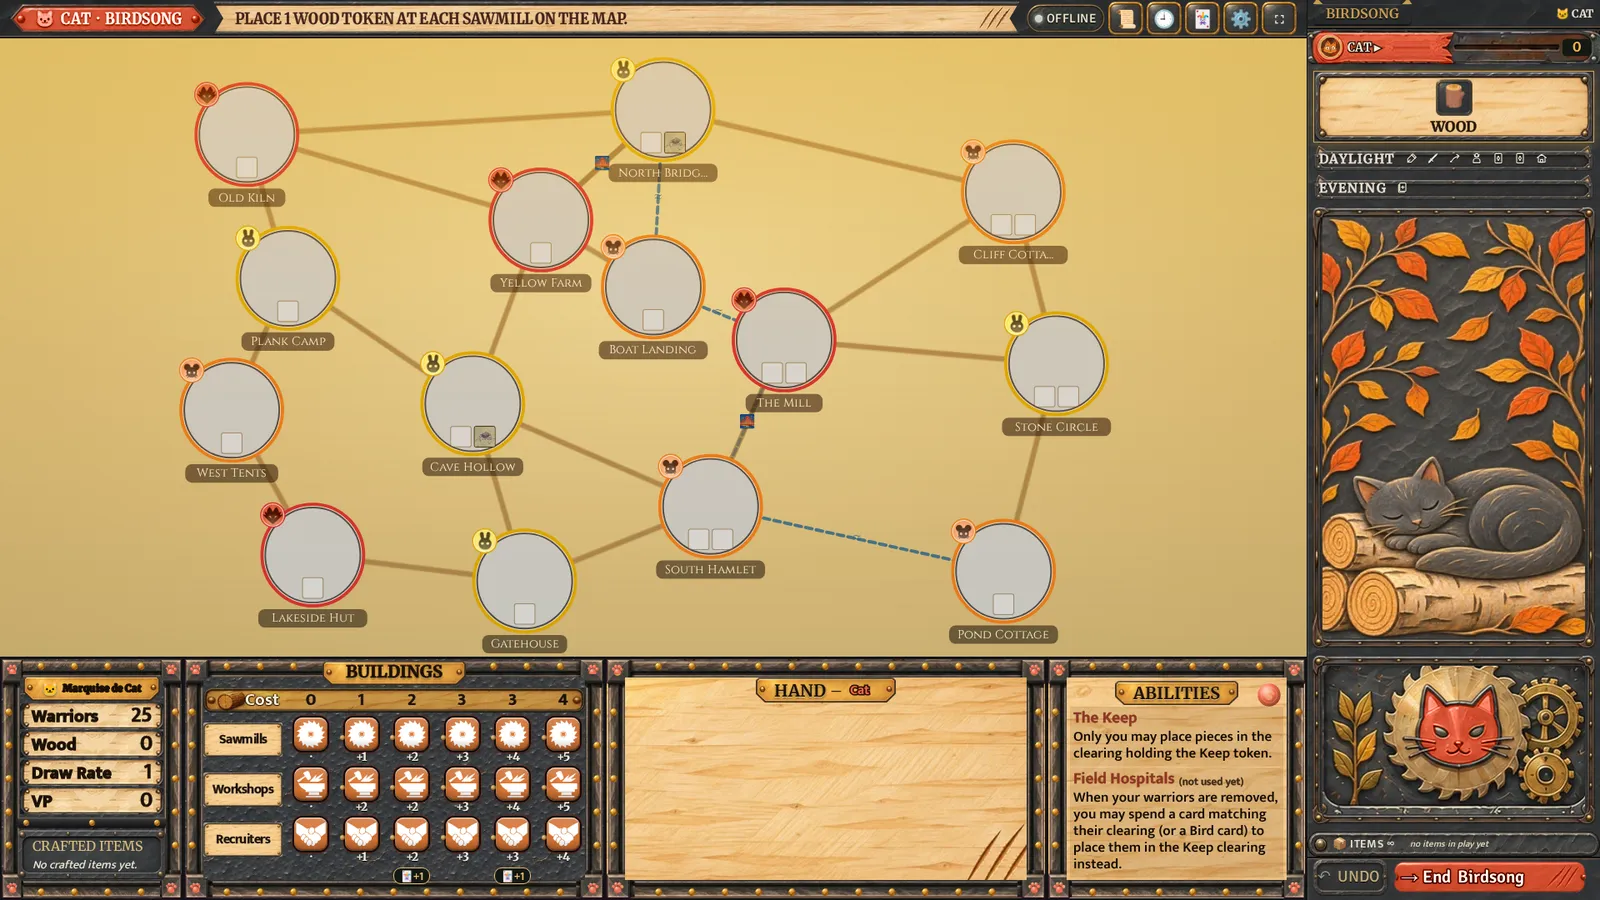 CAT · BIRDSONG
PLACE 1 WOOD TOKEN AT EACH SAWMILL ON THE MAP.
OFFLINE
BIRDSONG
CAT
CAT▸
0
WOOD
DAYLIGHT
EVENING
OLD KILN
NORTH BRIDG...
YELLOW FARM
CLIFF COTTA...
PLANK CAMP
BOAT LANDING
THE MILL
STONE CIRCLE
WEST TENTS
CAVE HOLLOW
SOUTH HAMLET
LAKESIDE HUT
GATEHOUSE
POND COTTAGE
Marquise de Cat
Warriors 25
Wood 0
Draw Rate 1
VP 0
CRAFTED ITEMS
No crafted items yet.
BUILDINGS
Cost 0 1 2 3 3 4
Sawmills
· +1 +2 +3 +4 +5
Workshops
· +2 +2 +3 +4 +5
Recruiters
· +1 +2 +3 +3 +4
+1 +1
HAND – Cat
ABILITIES
The Keep
Only you may place pieces in the
clearing holding the Keep token.
Field Hospitals (not used yet)
When your warriors are removed,
you may spend a card matching
their clearing (or a Bird card) to
place them in the Keep clearing
instead.
ITEMS ∞ no items in play yet
UNDO
→ End Birdsong